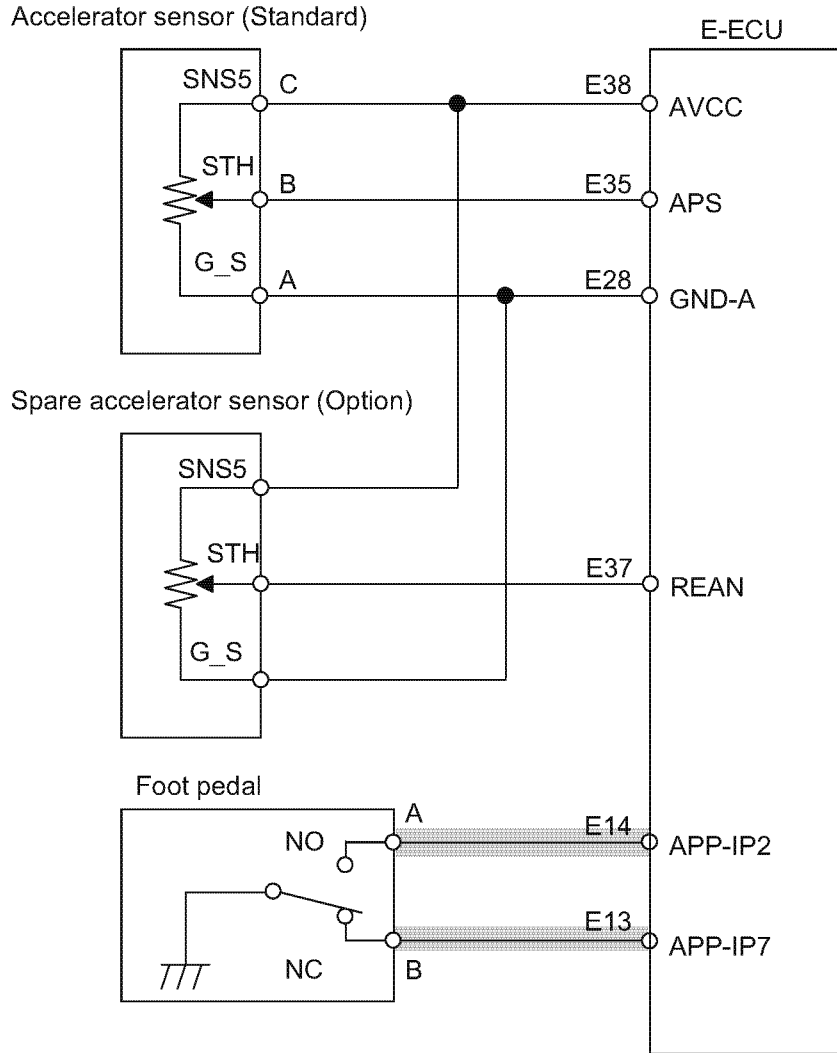 Accelerator sensor (Standard)
E-ECU
SNS5
C
E38
AVCC
STH
B
E35
APS
G_S
A
E28
GND-A
Spare accelerator sensor (Option)
SNS5
STH
E37
REAN
G_S
Foot pedal
A
NO
E14
APP-IP2
E13
APP-IP7
NC
B